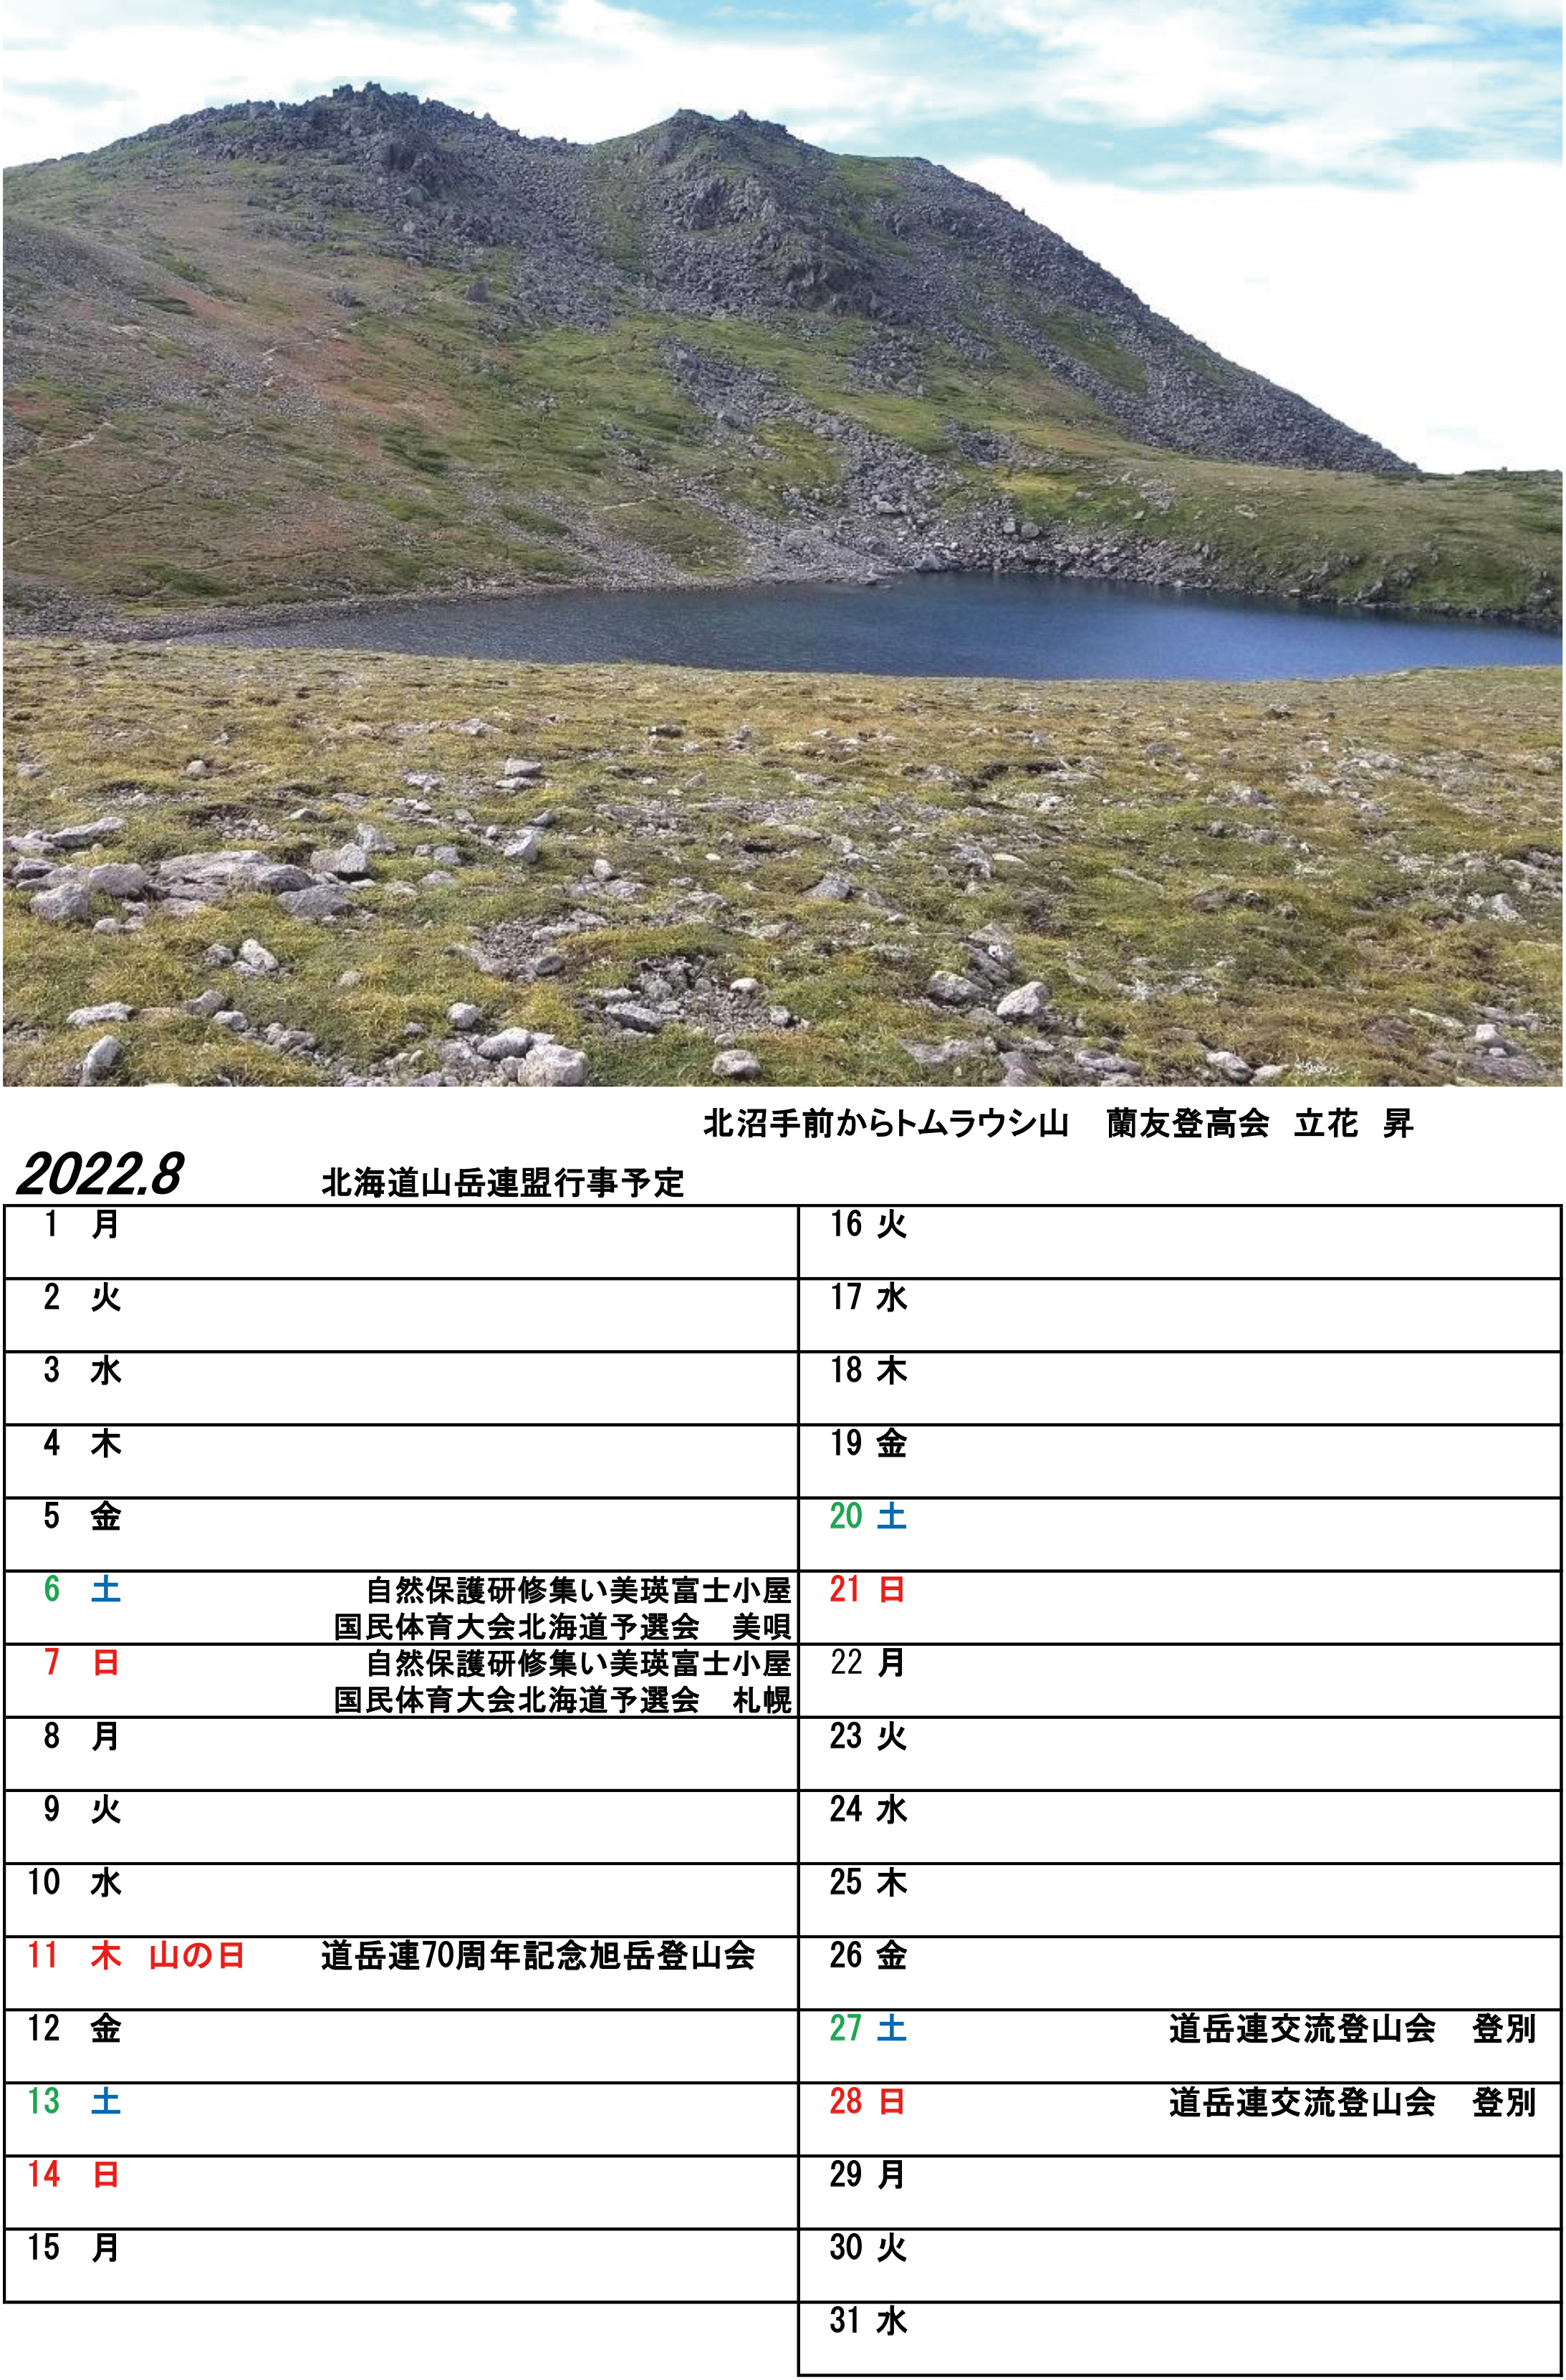 北沼手前からトムラウシ山　蘭友登高会　立花　昇
2022.8　北海道山岳連盟行事予定
1 月
2 火
3 水
4 木
5 金
6 土 自然保護研修集い美瑛富士小屋
国民体育大会北海道予選会　美唄
7 日 自然保護研修集い美瑛富士小屋
国民体育大会北海道予選会　札幌
8 月
9 火
10 水
11 木 山の日 道岳連70周年記念旭岳登山会
12 金
13 土
14 日
15 月
16 火
17 水
18 木
19 金
20 土
21 日
22 月
23 火
24 水
25 木
26 金
27 土 道岳連交流登山会　登別
28 日 道岳連交流登山会　登別
29 月
30 火
31 水